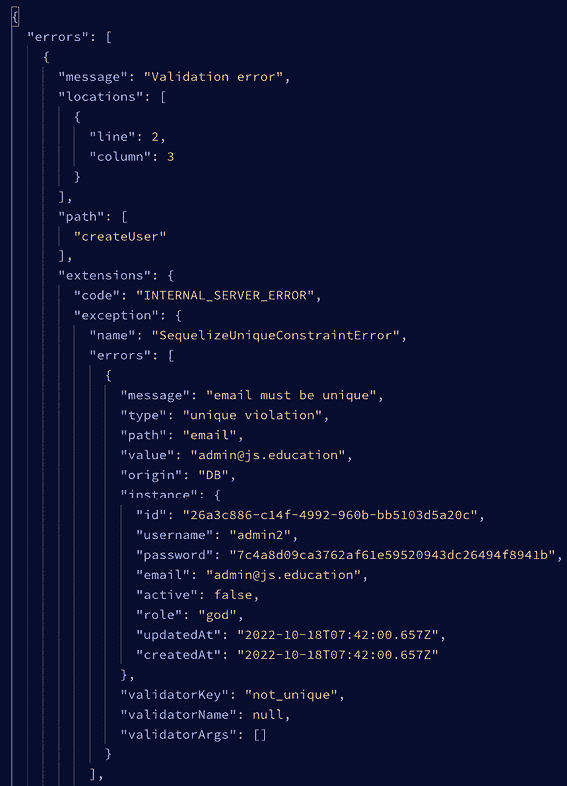 {
"errors": [
{
"message": "Validation error",
"locations": [
{
"line": 2,
"column": 3
}
],
"path": [
"createUser"
],
"extensions": {
"code": "INTERNAL_SERVER_ERROR",
"exception": {
"name": "SequelizeUniqueConstraintError",
"errors": [
{
"message": "email must be unique",
"type": "unique violation",
"path": "email",
"value": "admin@js.education",
"origin": "DB",
"instance": {
"id": "26a3c886-c14f-4992-960b-bb5103d5a20c",
"username": "admin2",
"password": "7c4a8d09ca3762af61e59520943dc26494f8941b",
"email": "admin@js.education",
"active": false,
"role": "god",
"updatedAt": "2022-10-18T07:42:00.657Z",
"createdAt": "2022-10-18T07:42:00.657Z"
},
"validatorKey": "not_unique",
"validatorName": null,
"validatorArgs": []
}
],